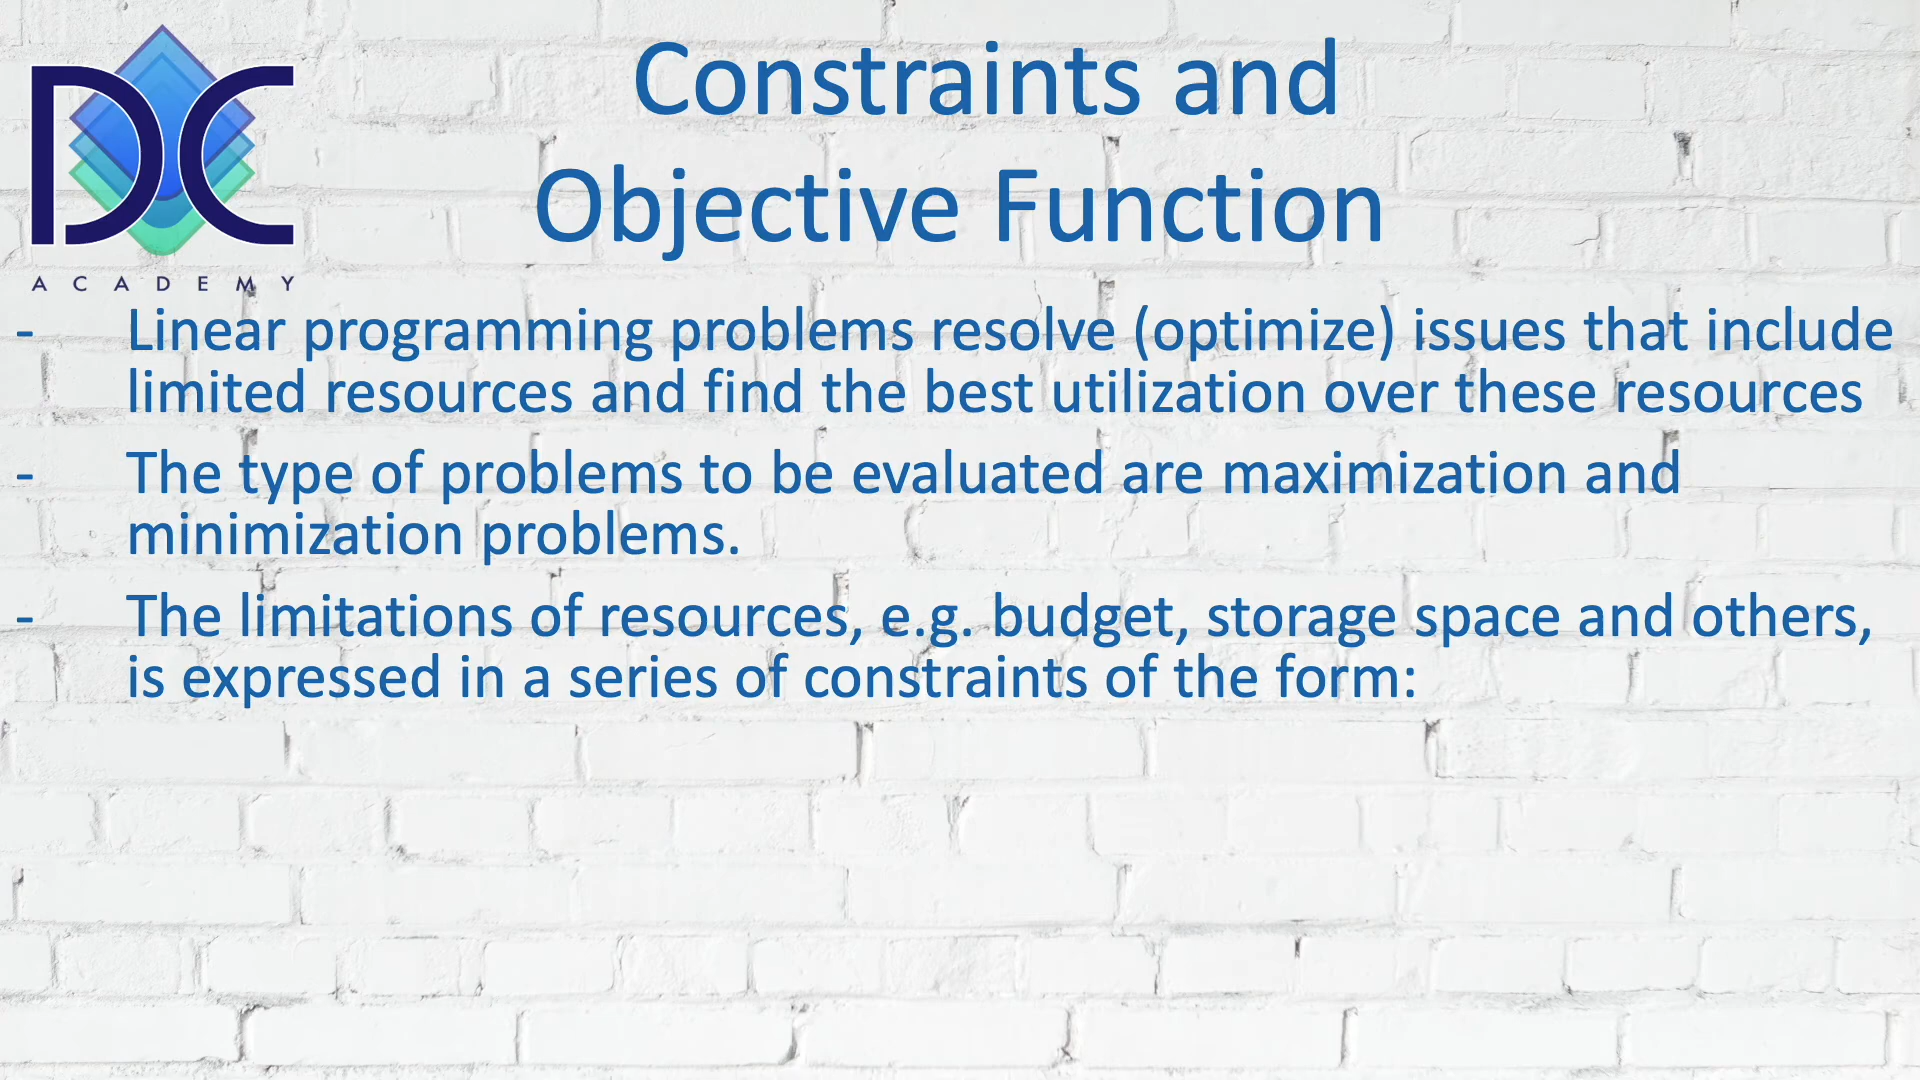 DC
ACADEMY
Constraints and
Objective Function
- Linear programming problems resolve (optimize) issues that include
limited resources and find the best utilization over these resources
- The type of problems to be evaluated are maximization and
minimization problems.
- The limitations of resources, e.g. budget, storage space and others,
is expressed in a series of constraints of the form: